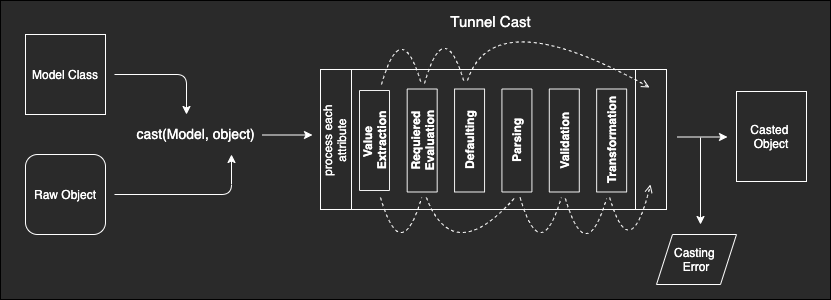 Tunnel Cast
Model Class
cast(Model, object)
Raw Object
process each
attribute
Value
Extraction
Requiered
Evaluation
Defaulting
Parsing
Validation
Transformation
Casted
Object
Casting
Error